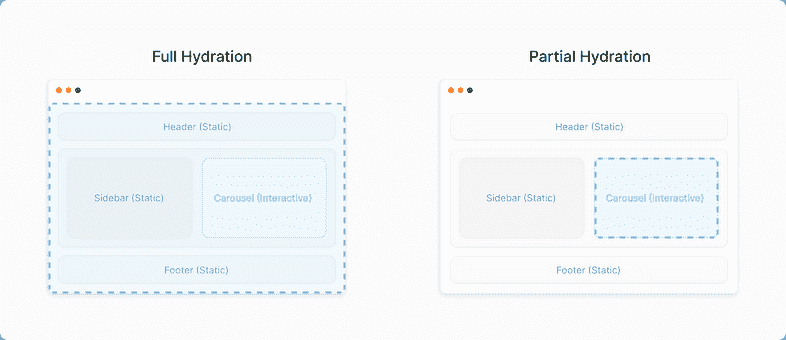 Full Hydration
Header (Static)
Sidebar (Static)
Carousel (Interactive)
Footer (Static)
Partial Hydration
Header (Static)
Sidebar (Static)
Carousel (Interactive)
Footer (Static)